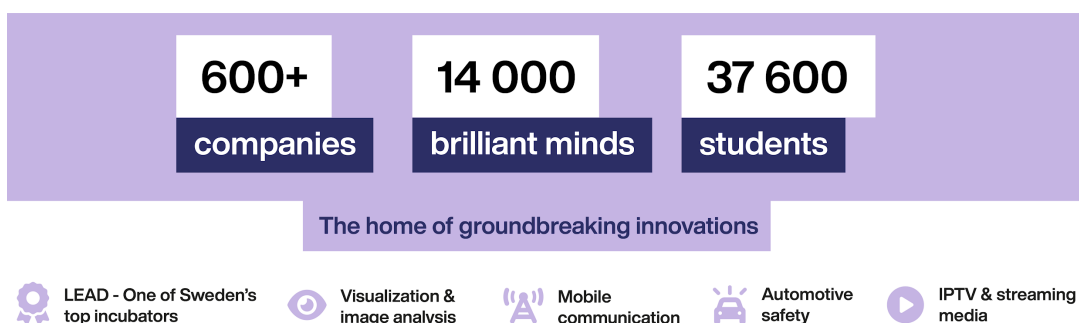 600+
companies
14 000
brilliant minds
37 600
students
The home of groundbreaking innovations
LEAD - One of Sweden's
top incubators
Visualization &
image analysis
Mobile
communication
Automotive
safety
IPTV & streaming
media